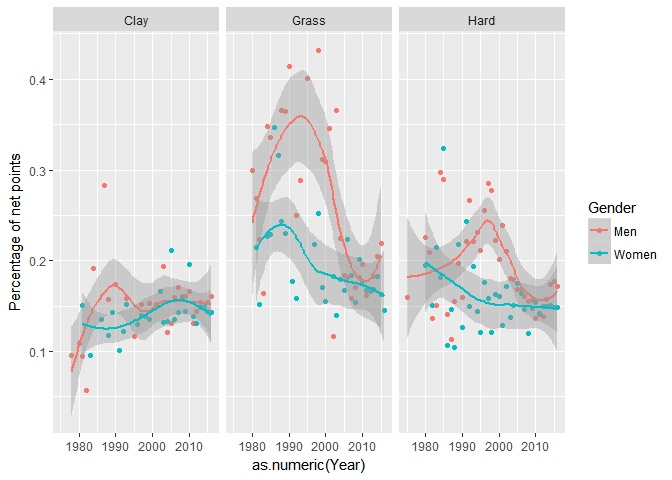 Clay Grass Hard
0.4
0.3
0.2
0.1
Percentage of net points
1980 1990 2000 2010 1980 1990 2000 2010 1980 1990 2000 2010
as.numeric(Year)
Gender
Men
Women